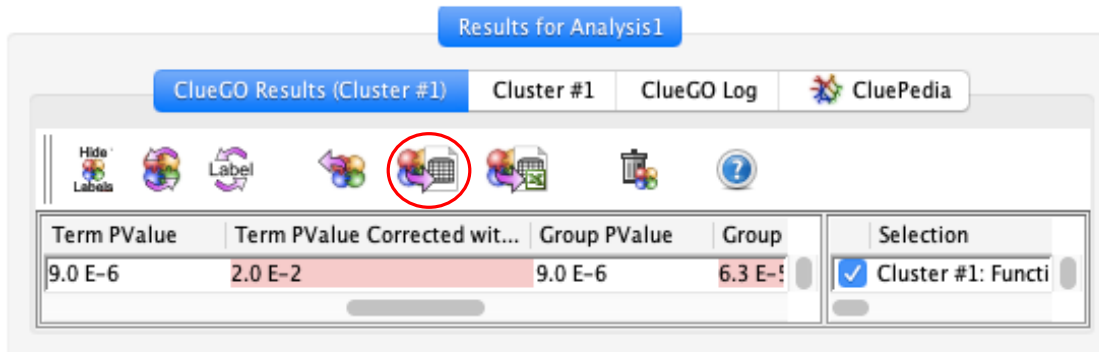 Results for Analysis1
ClueGO Results (Cluster #1) Cluster #1 ClueGO Log CluePedia
Hide Labels Label ?
Term PValue Term PValue Corrected wit... Group PValue Group Selection
9.0 E-6 2.0 E-2 9.0 E-6 6.3 E-5 Cluster #1: Functi